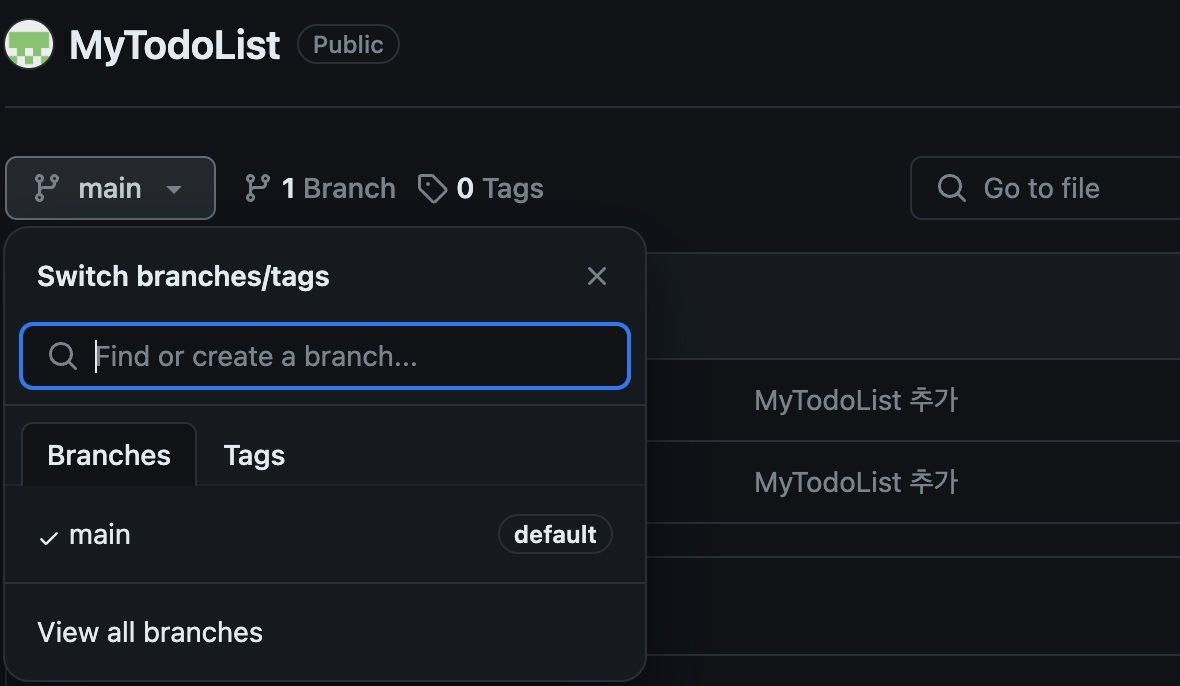 MyTodoList Public
main 1 Branch 0 Tags Go to file
Switch branches/tags
Find or create a branch...
Branches Tags
main default
View all branches
MyTodoList 추가
MyTodoList 추가